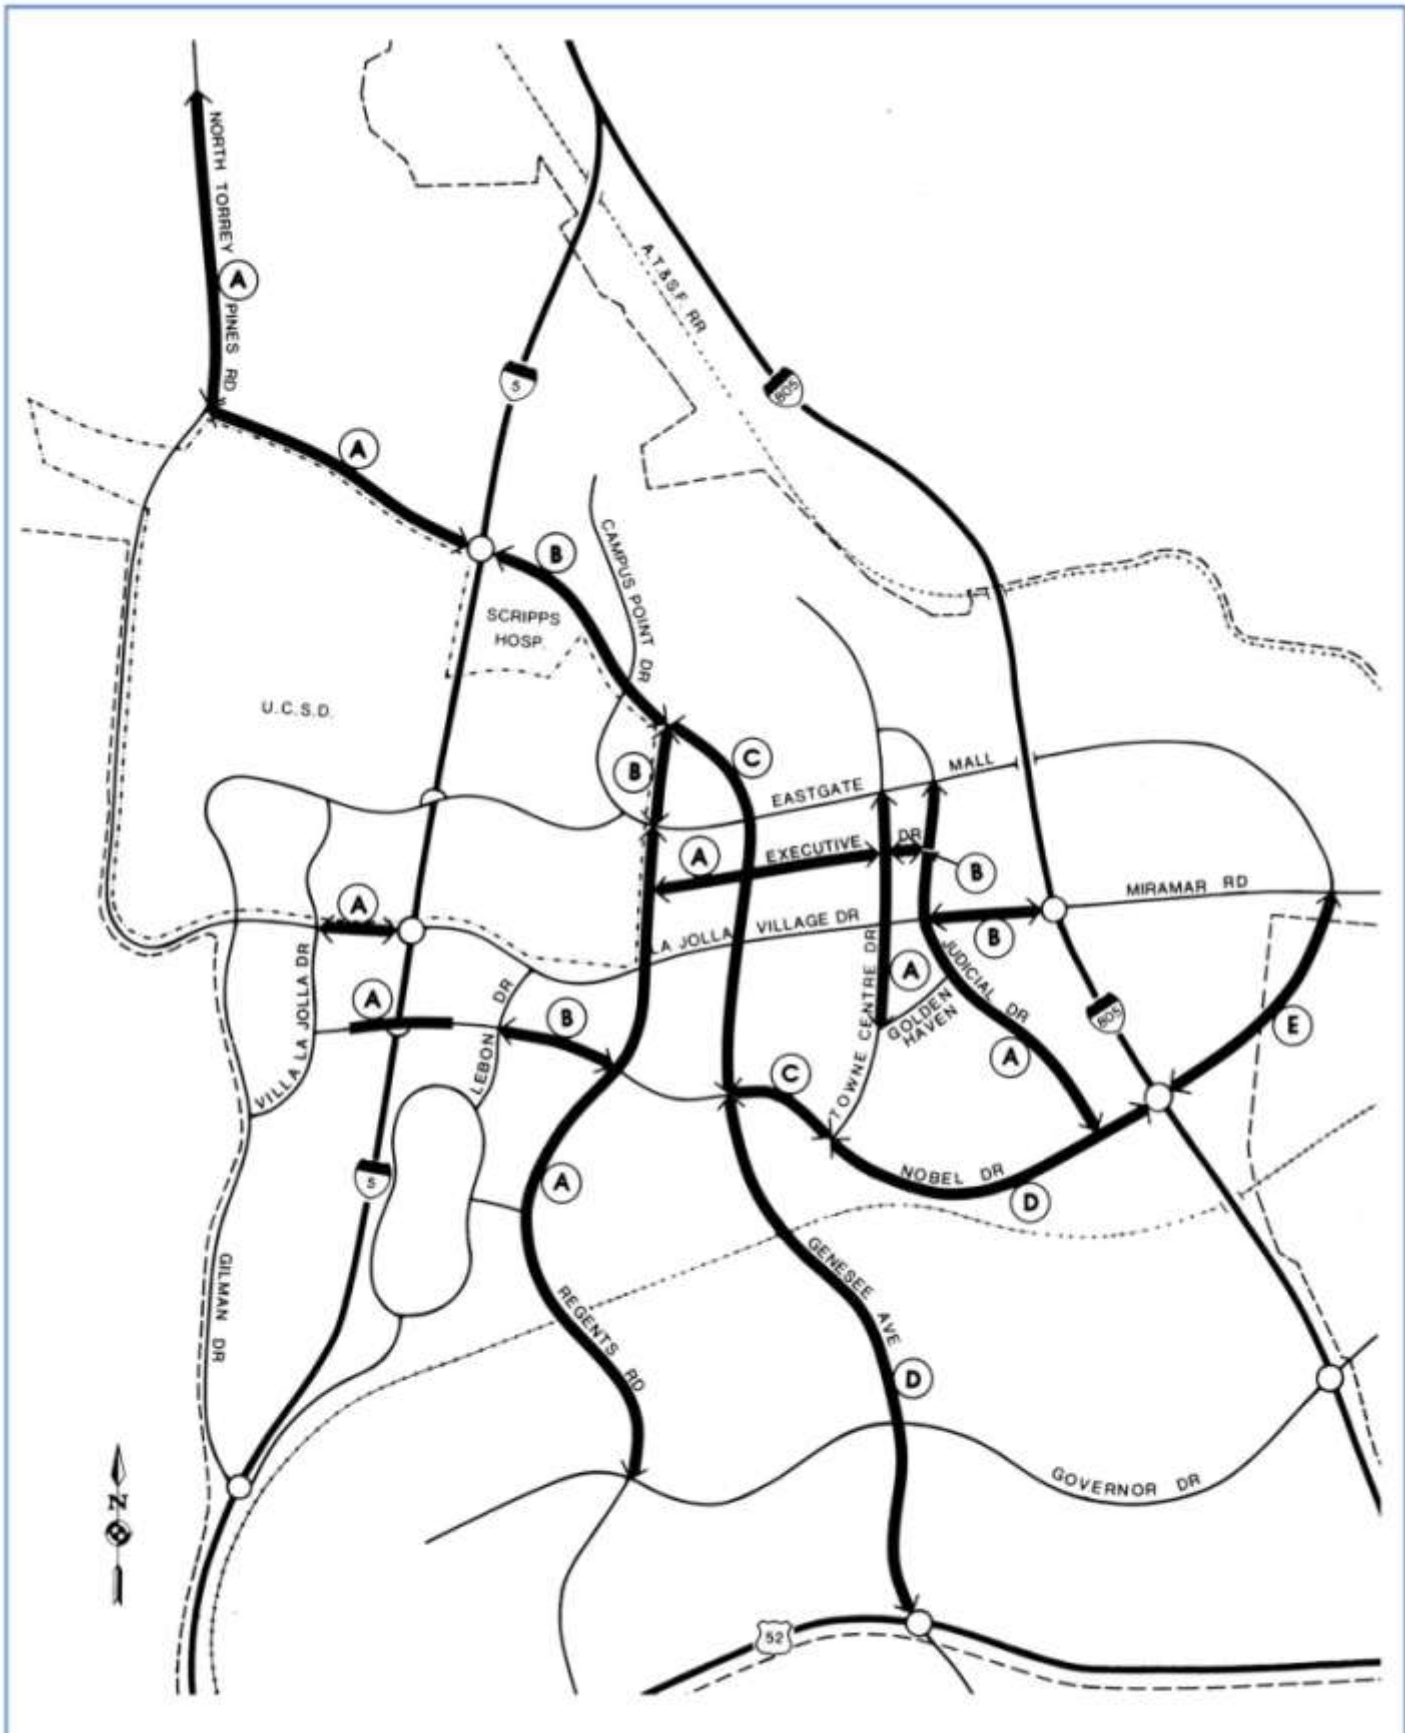 NORTH TORREY PINES RD
A
A.T.&S.F. RR
5
805
A
B
CAMPUS POINT DR
SCRIPPS
HOSP.
U.C.S.D.
C
B
EASTGATE MALL
A
EXECUTIVE DR
B
MIRAMAR RD
A
LA JOLLA VILLAGE DR
B
VILLA LA JOLLA DR
A
LEBON DR
B
TOWNE CENTRE DR
A
GOLDEN
HAVEN
JUDICIAL DR
A
805
E
C
5
A
NOBEL DR
D
GILMAN DR
REGENTS RD
GENESEE AVE
D
GOVERNOR DR
N
52